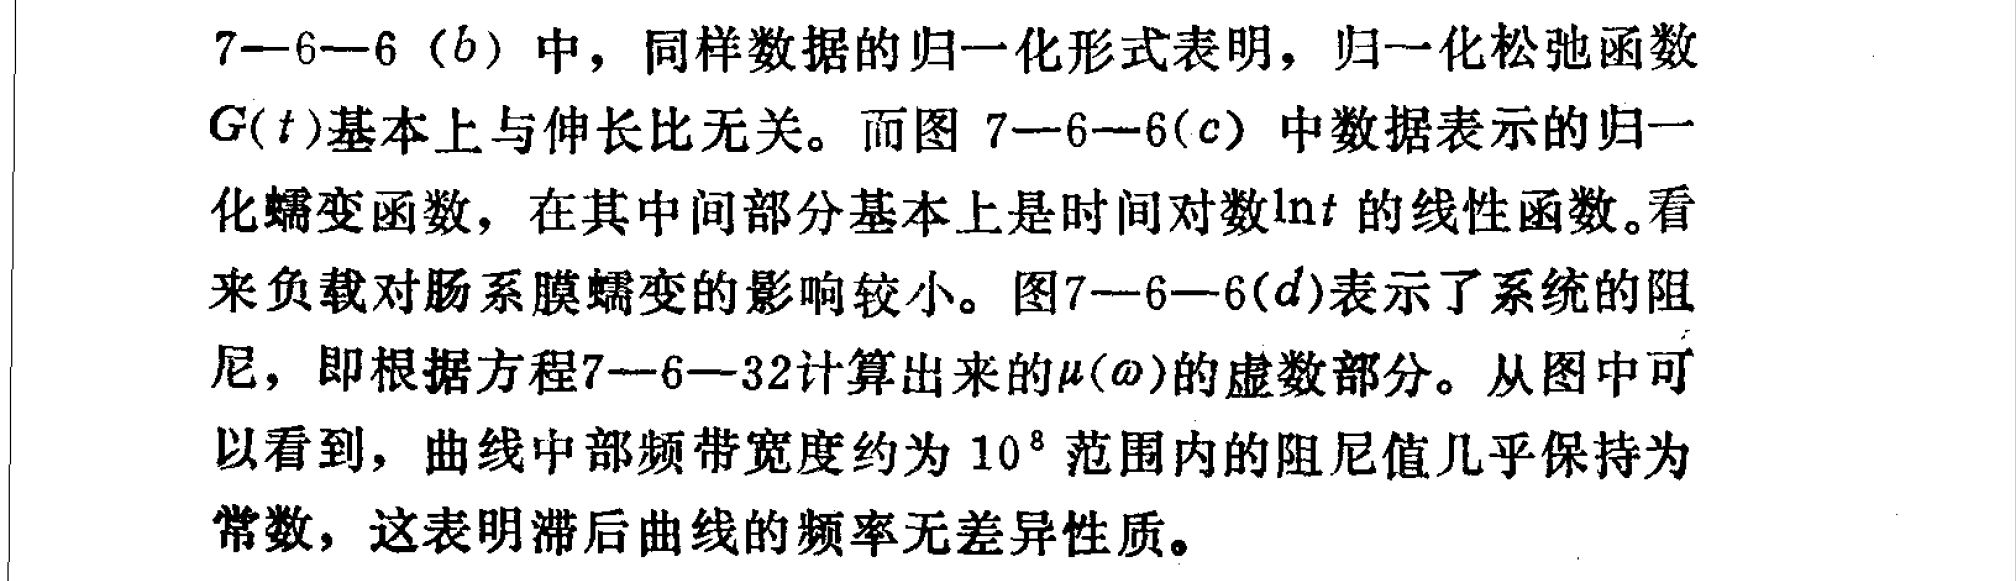 7—6—6（b）中，同样数据的归一化形式表明，归一化松弛函数
G(t)基本上与伸长比无关。而图 7—6—6(c）中数据表示的归一
化蠕变函数，在其中间部分基本上是时间对数lnt 的线性函数。看
来负载对肠系膜蠕变的影响较小。图7—6—6(d)表示了系统的阻
尼，即根据方程7—6—32计算出来的μ(ω)的虚数部分。从图中可
以看到，曲线中部频带宽度约为 10⁸ 范围内的阻尼值几乎保持为
常数，这表明滞后曲线的频率无差异性质。